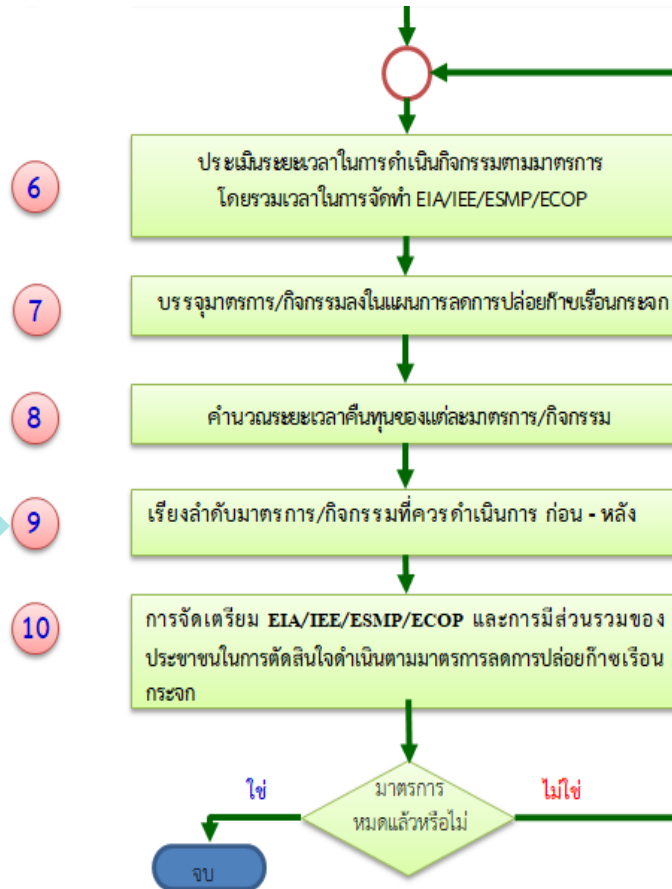 6
ประเมินระยะเวลาในการดำเนินกิจกรรมตามมาตรการ
โดยรวมเวลาในการจัดทำ EIA/IEE/ESMP/ECOP
7
บรรจุมาตรการ/กิจกรรมลงในแผนการลดการปล่อยก๊าซเรือนกระจก
8
คำนวณระยะเวลาคืนทุนของแต่ละมาตรการ/กิจกรรม
9
เรียงลำดับมาตรการ/กิจกรรมที่ควรดำเนินการ ก่อน - หลัง
10
การจัดเตรียม EIA/IEE/ESMP/ECOP และการมีส่วนรวมของ
ประชาชนในการตัดสินใจดำเนินตามมาตรการลดการปล่อยก๊าซเรือน
กระจก
ใช่
มาตรการ
หมดแล้วหรือไม่
ไม่ใช่
จบ